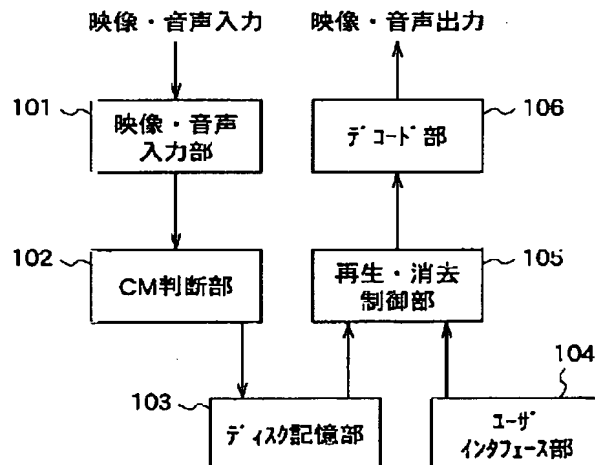 映像・音声入力
映像・音声出力
101
映像・音声
入力部
106
デコード部
102
CM判断部
105
再生・消去
制御部
103
ディスク記憶部
104
ユーザ
インタフェース部